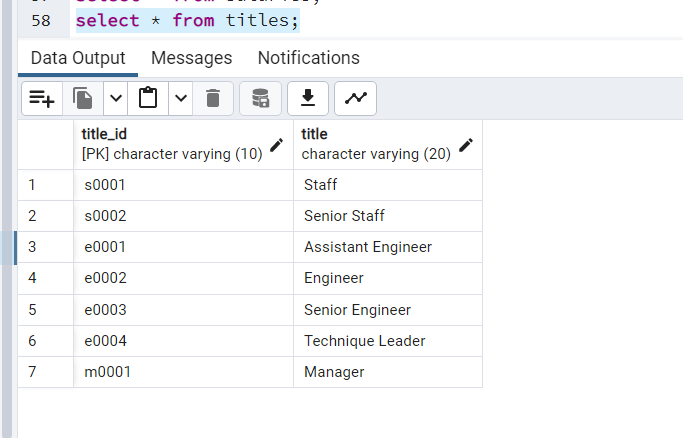 58 select * from titles;
Data Output Messages Notifications
title_id title
[PK] character varying (10) character varying (20)
1 s0001 Staff
2 s0002 Senior Staff
3 e0001 Assistant Engineer
4 e0002 Engineer
5 e0003 Senior Engineer
6 e0004 Technique Leader
7 m0001 Manager